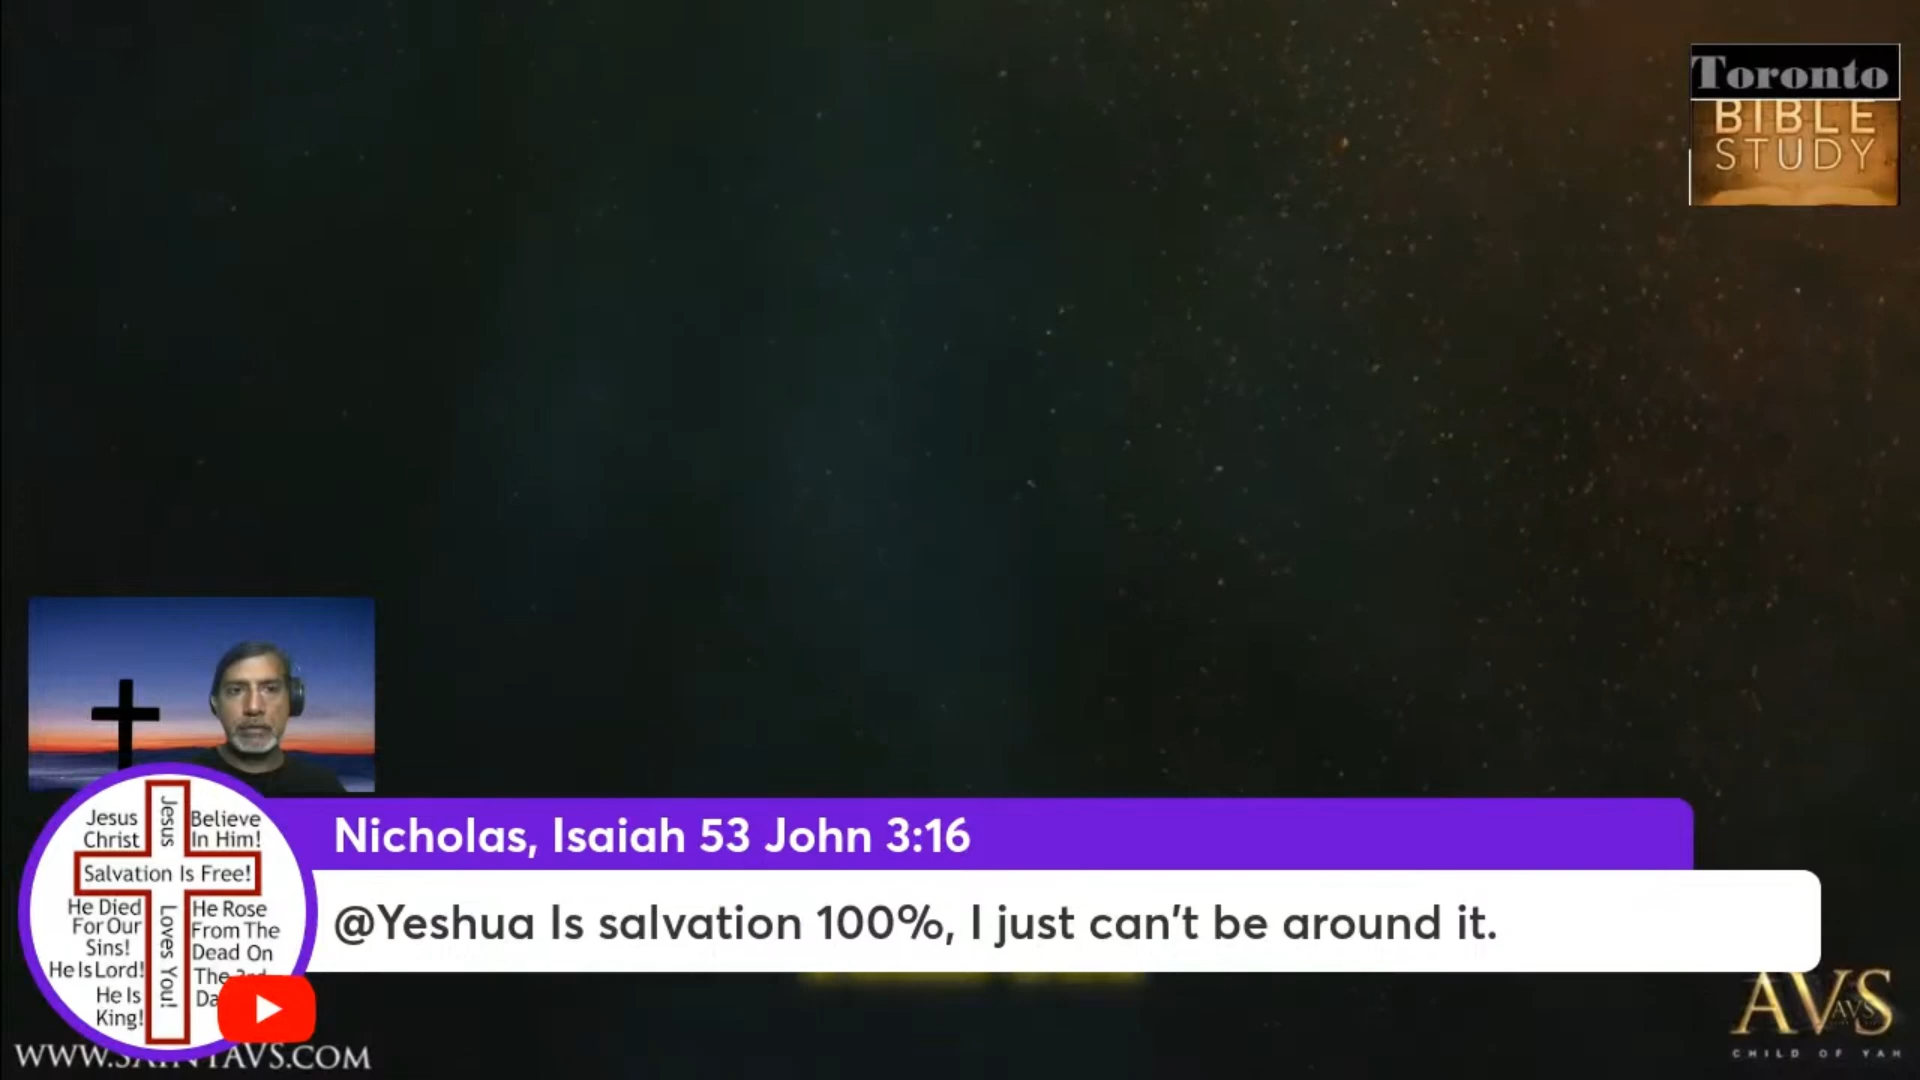 Toronto
BIBLE
STUDY
Nicholas, Isaiah 53 John 3:16
@Yeshua Is salvation 100%, I just can't be around it.
Jesus
Christ
Jesus
Believe
In Him!
Salvation Is Free!
He Died
For Our
Sins!
He Is Lord!
He Is
King!
Loves You!
He Rose
From The
Dead On
The 3rd
AVS
AVS
CHILD OF YAH